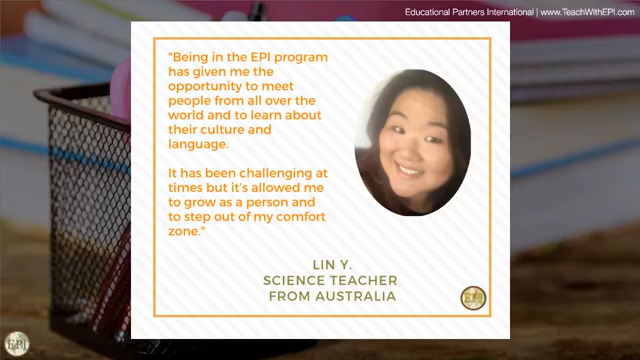 Educational Partners International | www.TeachWithEPI.com
"Being in the EPI program
has given me the
opportunity to meet
people from all over the
world and to learn about
their culture and
language.
It has been challenging at
times but it's allowed me
to grow as a person and
to step out of my comfort
zone."
LIN Y.
SCIENCE TEACHER
FROM AUSTRALIA
EPI
EPI